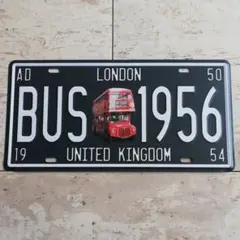 AD LONDON 50
BUS 1956
19 UNITED KINGDOM 54